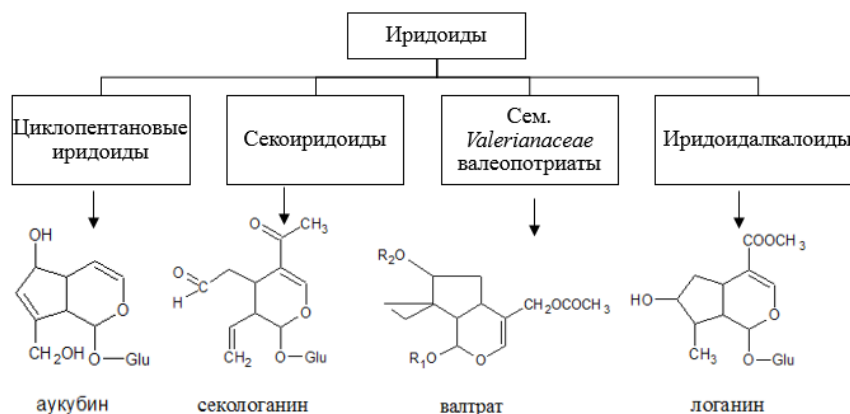 Иридоиды
Циклопентановые
иридоиды
Секоиридоиды
Сем.
Valerianaceae
валеопотриаты
Иридоидалкалоиды
OH
O
CH2OH
O—Glu
аукубин
O
CH3
O
H
O
CH2
O—Glu
секологанин
R2O
CH2OCOCH3
R1O
O
валтрат
COOCH3
HO
O
CH3
O—Glu
логанин